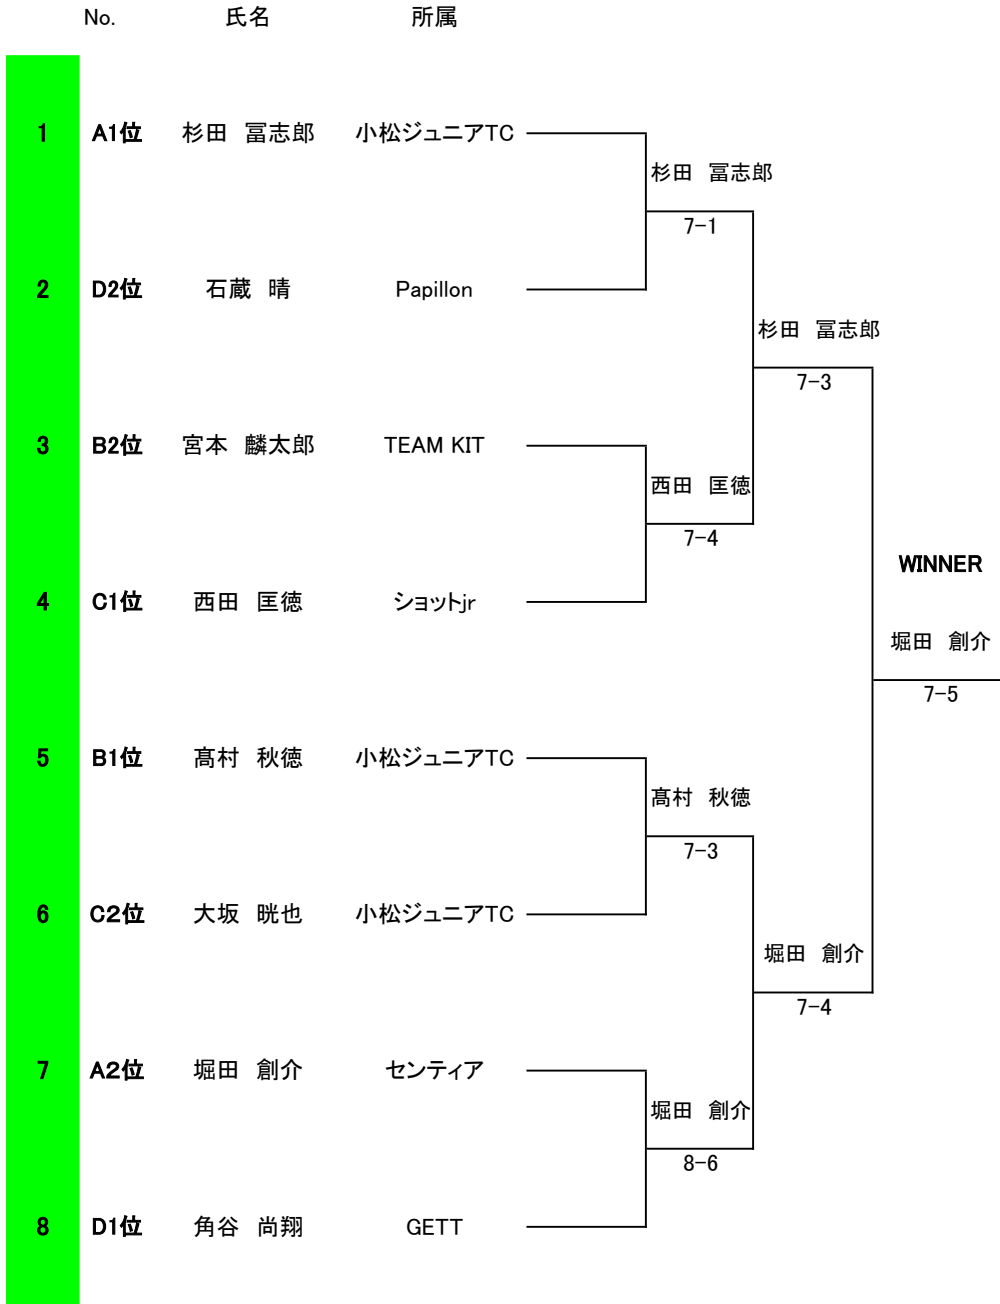 No. 氏名 所属
1 A1位 杉田 冨志郎 小松ジュニアTC
杉田 冨志郎
7-1
2 D2位 石蔵 晴 Papillon
杉田 冨志郎
7-3
3 B2位 宮本 麟太郎 TEAM KIT
西田 匡徳
7-4
WINNER
4 C1位 西田 匡徳 ショットjr
堀田 創介
7-5
5 B1位 髙村 秋徳 小松ジュニアTC
髙村 秋徳
7-3
6 C2位 大坂 晄也 小松ジュニアTC
堀田 創介
7-4
7 A2位 堀田 創介 センティア
堀田 創介
8-6
8 D1位 角谷 尚翔 GETT